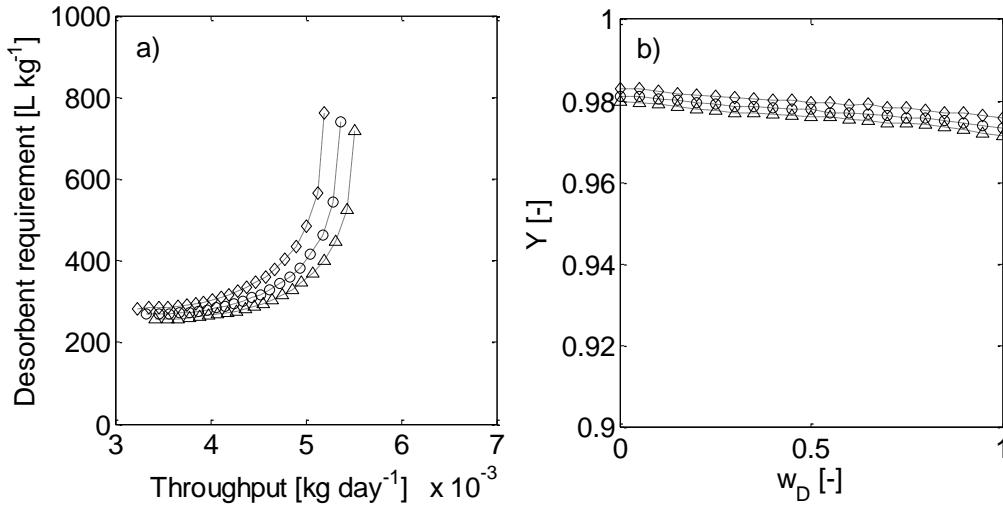 a)
Desorbent requirement [L kg⁻¹]
1000
800
600
400
200
0
3 4 5 6 7
Throughput [kg day⁻¹] x 10⁻³
b)
Y [-]
1
0.98
0.96
0.94
0.92
0.9
0 0.5 1
w_D [-]